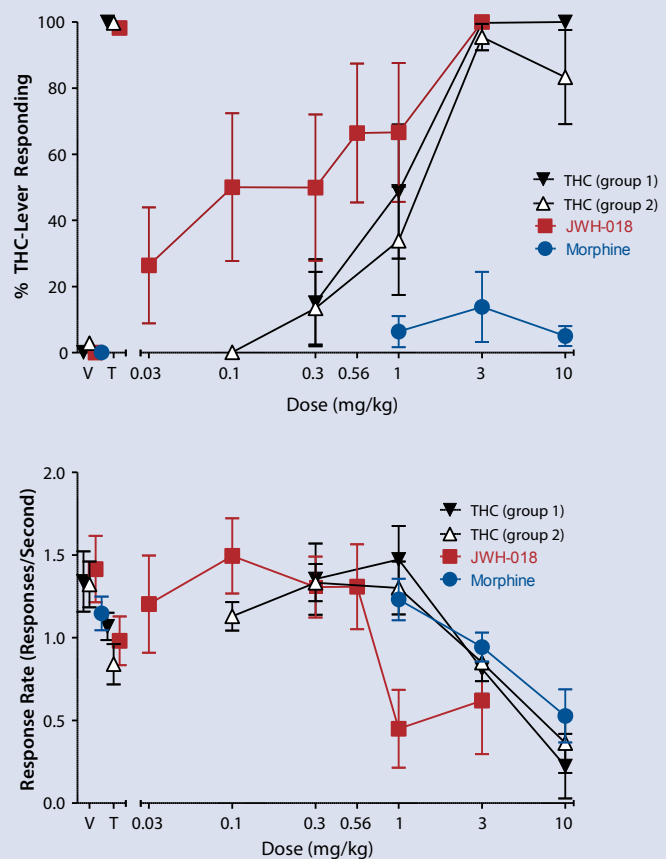 100
80
60
40
20
0
% THC-Lever Responding
THC (group 1)
THC (group 2)
JWH-018
Morphine
V T 0.03 0.1 0.3 0.56 1 3 10
Dose (mg/kg)
2.0
1.5
1.0
0.5
0.0
Response Rate (Responses/Second)
THC (group 1)
THC (group 2)
JWH-018
Morphine
V T 0.03 0.1 0.3 0.56 1 3 10
Dose (mg/kg)